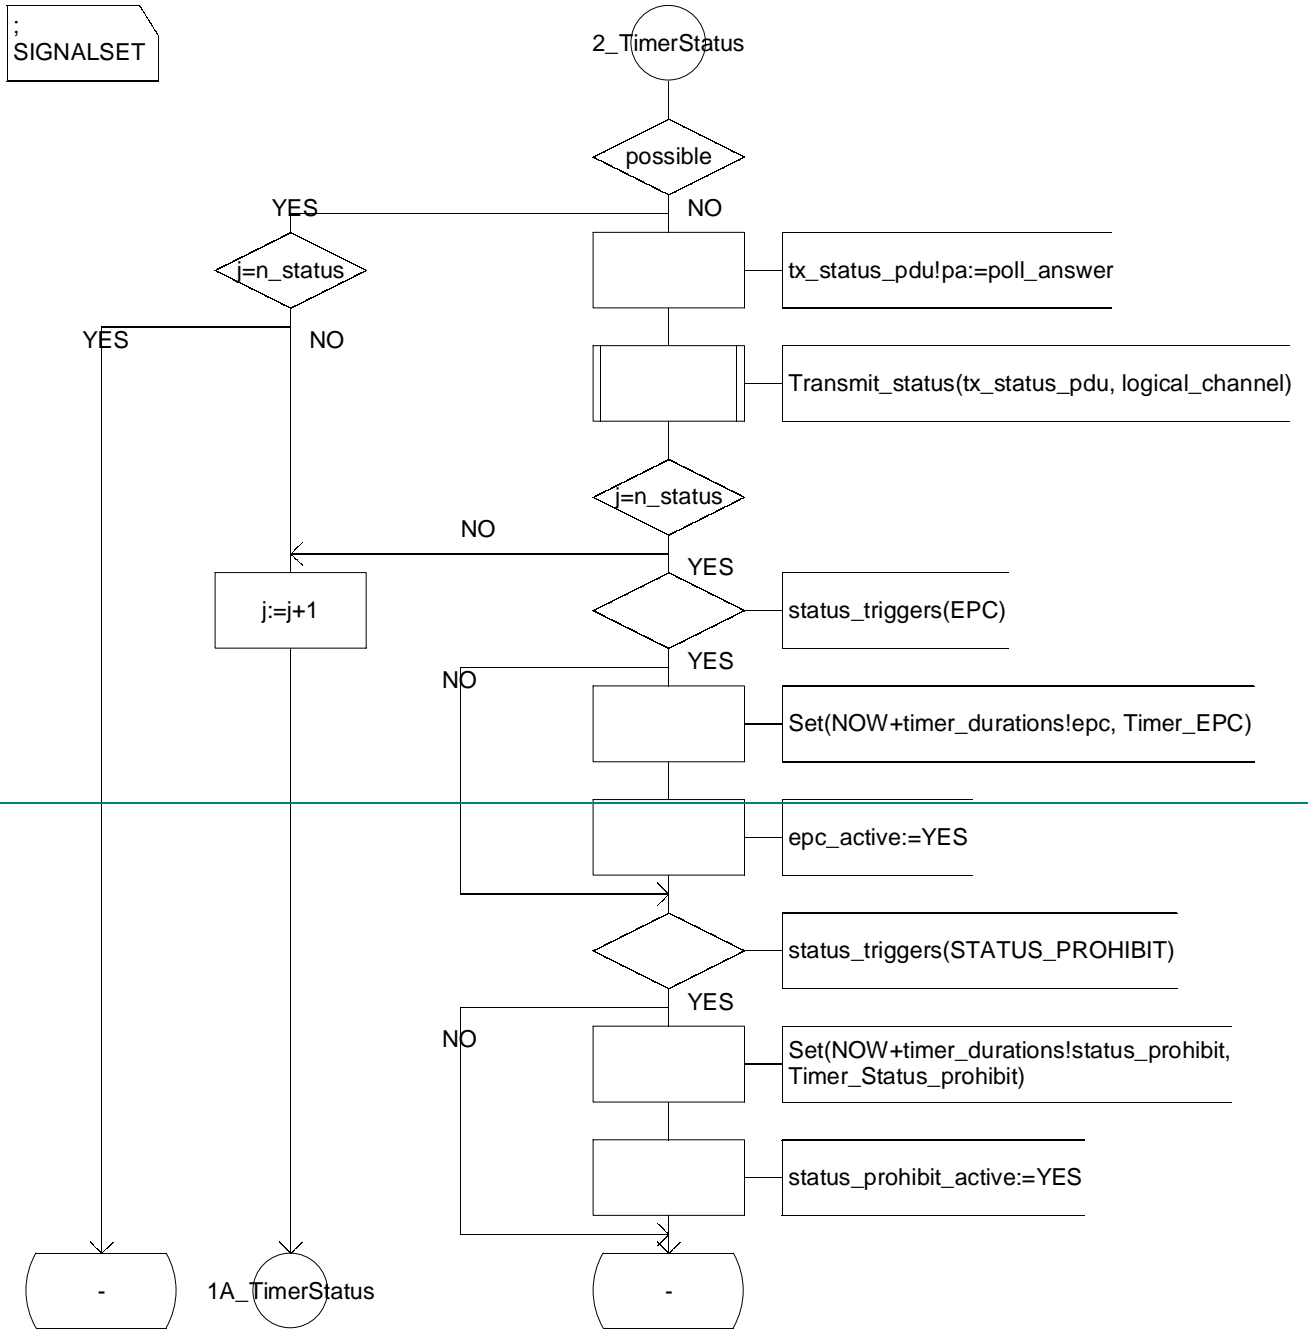 ;
SIGNALSET
2_TimerStatus
possible
YES
NO
j=n_status
tx_status_pdu!pa:=poll_answer
YES
NO
Transmit_status(tx_status_pdu, logical_channel)
j=n_status
NO
YES
j:=j+1
status_triggers(EPC)
YES
NO
Set(NOW+timer_durations!epc, Timer_EPC)
epc_active:=YES
status_triggers(STATUS_PROHIBIT)
YES
NO
Set(NOW+timer_durations!status_prohibit,
Timer_Status_prohibit)
status_prohibit_active:=YES
-
1A_TimerStatus
-